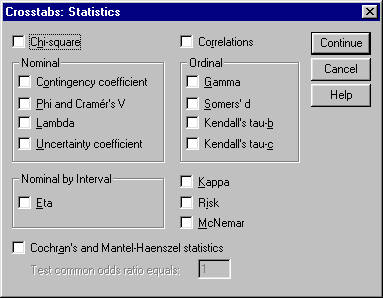 Crosstabs: Statistics
Chi-square
Correlations
Continue
Cancel
Help
Nominal
Contingency coefficient
Phi and Cramér's V
Lambda
Uncertainty coefficient
Ordinal
Gamma
Somers' d
Kendall's tau-b
Kendall's tau-c
Nominal by Interval
Eta
Kappa
Risk
McNemar
Cochran's and Mantel-Haenszel statistics
Test common odds ratio equals: 1